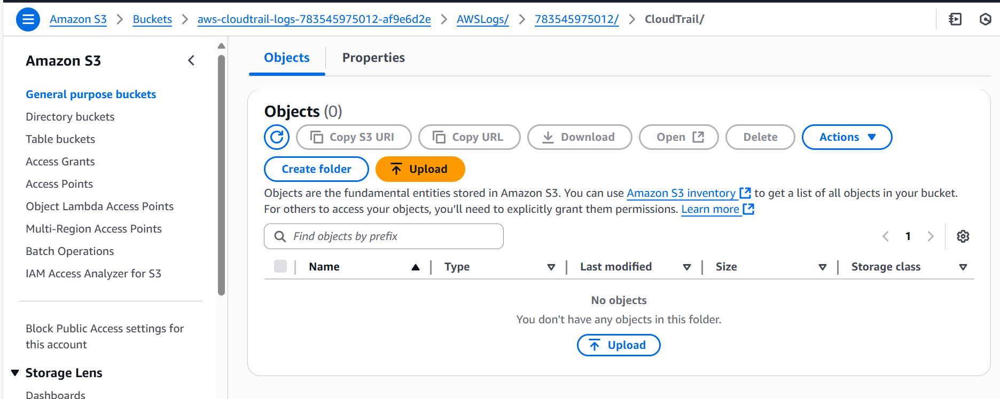 Amazon S3 > Buckets > aws-cloudtrail-logs-783545975012-af9e6d2e > AWSLogs/ > 783545975012/ > CloudTrail/
Amazon S3
General purpose buckets
Directory buckets
Table buckets
Access Grants
Access Points
Object Lambda Access Points
Multi-Region Access Points
Batch Operations
IAM Access Analyzer for S3
Block Public Access settings for
this account
Storage Lens
Dashboards
Objects Properties
Objects (0)
Copy S3 URI Copy URL Download Open Delete Actions
Create folder Upload
Objects are the fundamental entities stored in Amazon S3. You can use Amazon S3 inventory to get a list of all objects in your bucket.
For others to access your objects, you’ll need to explicitly grant them permissions. Learn more
Find objects by prefix 1
Name Type Last modified Size Storage class
No objects
You don't have any objects in this folder.
Upload